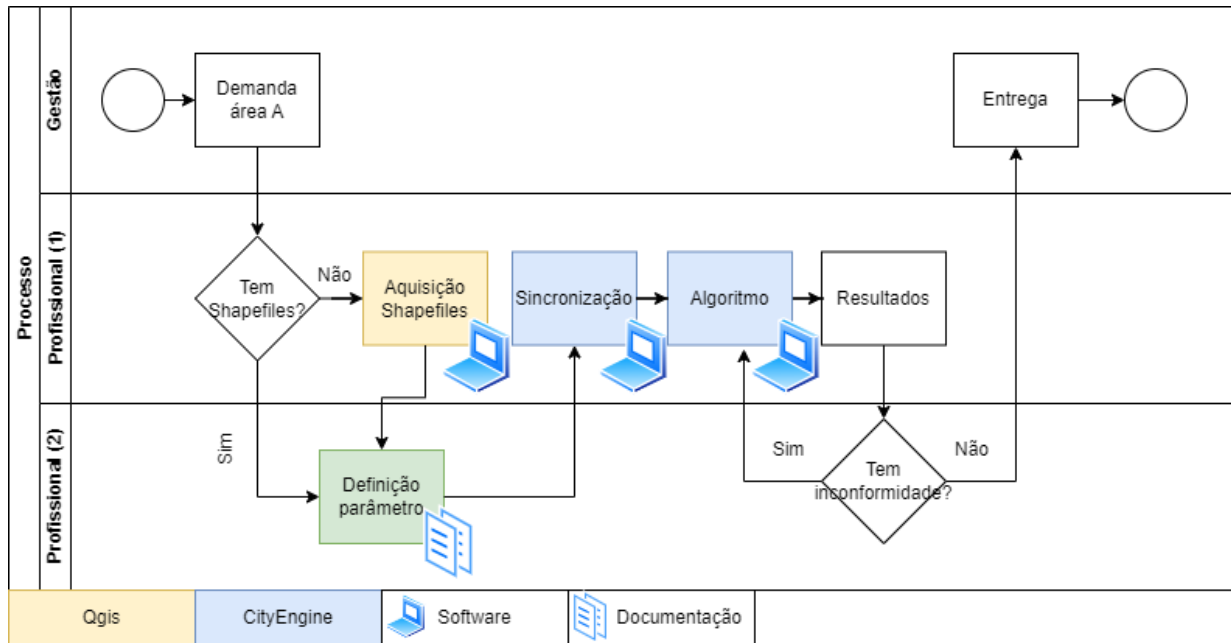 Processo
Gestão
Demanda
área A
Entrega
Profissional (1)
Tem
Shapefiles?
Não
Aquisição
Shapefiles
Sincronização
Algoritmo
Resultados
Profissional (2)
Sim
Definição
parâmetro
Sim
Tem
inconformidade?
Não
Qgis
CityEngine
Software
Documentação